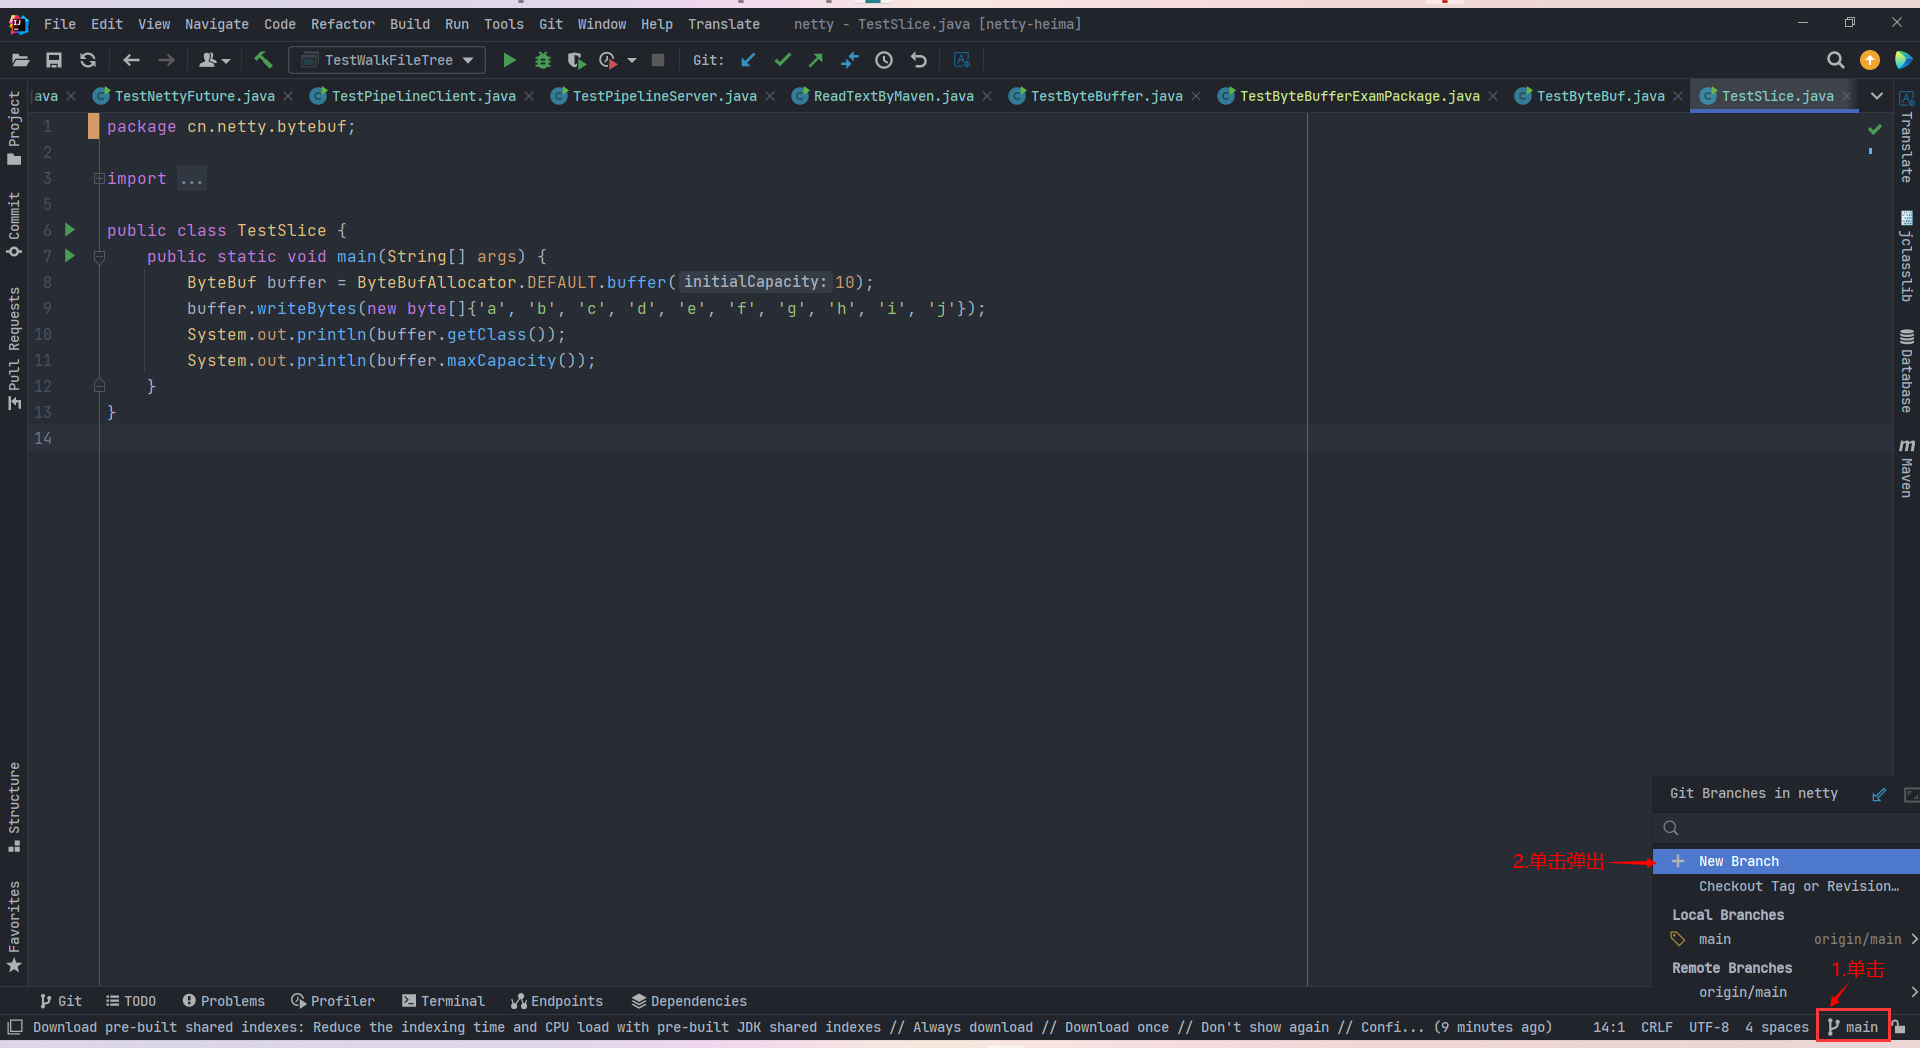 File Edit View Navigate Code Refactor Build Run Tools Git Window Help Translate netty - TestSlice.java [netty-heima]
TestWalkFileTree Git:
java TestNettyFuture.java TestPipelineClient.java TestPipelineServer.java ReadTextByMaven.java TestByteBuffer.java TestByteBufferExamPackage.java TestByteBuf.java TestSlice.java
Project
Commit
Pull Requests
Structure
Favorites
1 package cn.netty.bytebuf;
2
3 import ...
5
6 public class TestSlice {
7 public static void main(String[] args) {
8 ByteBuf buffer = ByteBufAllocator.DEFAULT.buffer( initialCapacity: 10);
9 buffer.writeBytes(new byte[]{'a', 'b', 'c', 'd', 'e', 'f', 'g', 'h', 'i', 'j'});
10 System.out.println(buffer.getClass());
11 System.out.println(buffer.maxCapacity());
12 }
13 }
14
Translate
jclasslib
Database
m Maven
Git Branches in netty
2.单击弹出
New Branch
Checkout Tag or Revision…
Local Branches
main origin/main
Remote Branches
1.单击
origin/main
Git TODO Problems Profiler Terminal Endpoints Dependencies
Download pre-built shared indexes: Reduce the indexing time and CPU load with pre-built JDK shared indexes // Always download // Download once // Don't show again // Confi... (9 minutes ago) 14:1 CRLF UTF-8 4 spaces main